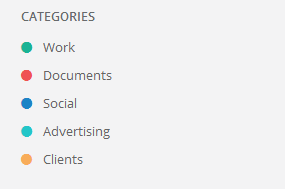 CATEGORIES
Work
Documents
Social
Advertising
Clients